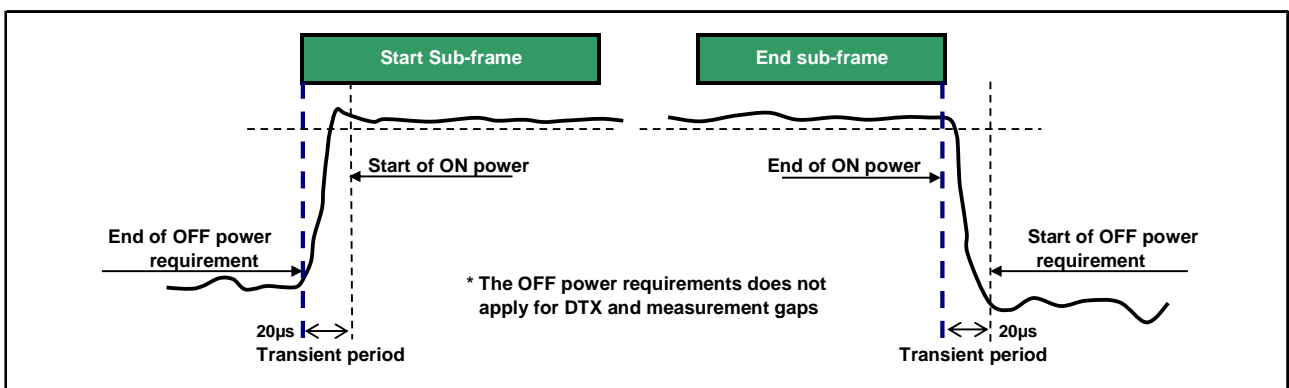 Start Sub-frame
End sub-frame
Start of ON power
End of ON power
End of OFF power
requirement
Start of OFF power
requirement
* The OFF power requirements does not
apply for DTX and measurement gaps
20µs
Transient period
20µs
Transient period